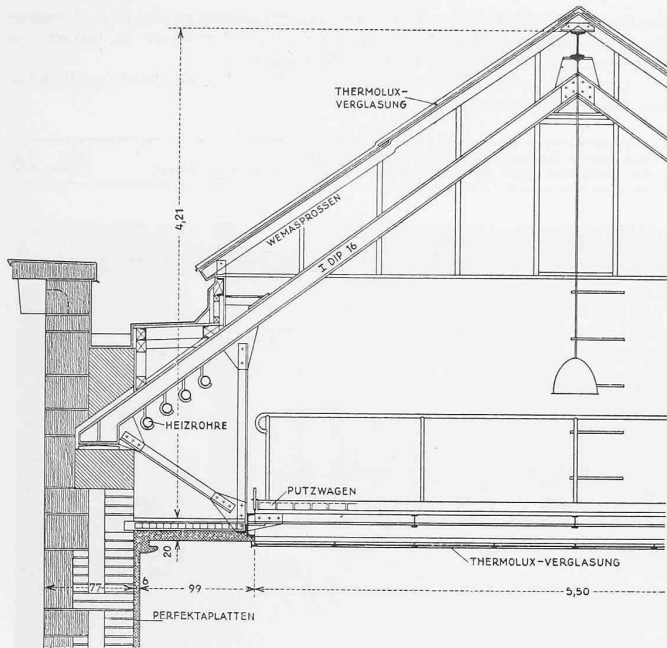 THERMOLUX-
VERGLASUNG
4,21
WEMASPROSSEN
I DIP 16
HEIZROHRE
PUTZWAGEN
THERMOLUX-VERGLASUNG
20
77
6
99
5,50
PERFEKTAPLATTEN